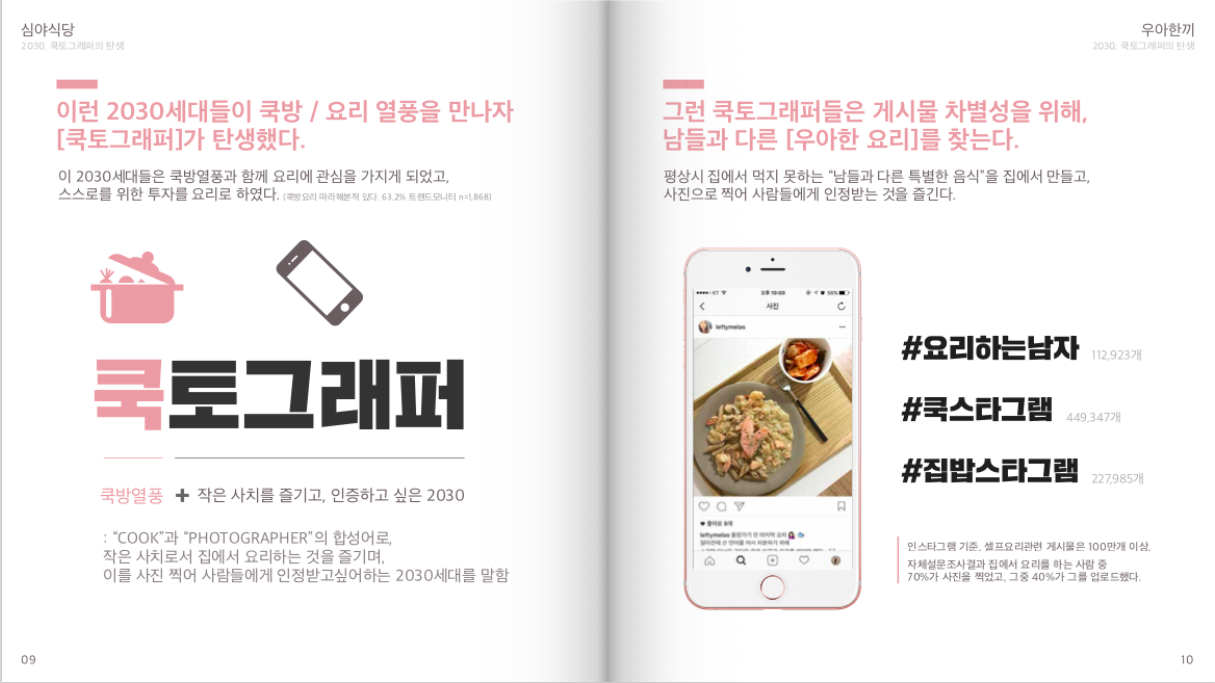 심야식당
2030, 쿡토그래퍼의 탄생
이런 2030세대들이 쿡방 / 요리 열풍을 만나자
[쿡토그래퍼]가 탄생했다.
이 2030세대들은 쿡방열풍과 함께 요리에 관심을 가지게 되었고,
스스로를 위한 투자를 요리로 하였다. (쿡방요리 따라해본적 있다. 63.2% 트렌드모니터 n=1,868)
쿡토그래퍼
쿡방열풍 + 작은 사치를 즐기고, 인증하고 싶은 2030
: “COOK”과 “PHOTOGRAPHER”의 합성어로,
작은 사치로서 집에서 요리하는 것을 즐기며,
이를 사진 찍어 사람들에게 인정받고싶어하는 2030세대를 말함
09
우아한끼
2030, 쿡토그래퍼의 탄생
그런 쿡토그래퍼들은 게시물 차별성을 위해,
남들과 다른 [우아한 요리]를 찾는다.
평상시 집에서 먹지 못하는 “남들과 다른 특별한 음식”을 집에서 만들고,
사진으로 찍어 사람들에게 인정받는 것을 즐긴다.
KT 오후 10:00 56%
사진
leftymelas
좋아요 9개
leftymelas 출장가기 전 마지막 요리
#요리하는남자 112,923개
#쿡스타그램 449,347개
#집밥스타그램 227,985개
인스타그램 기준, 셀프요리관련 게시물은 100만개 이상.
자체설문조사결과 집에서 요리를 하는 사람 중
70%가 사진을 찍었고, 그중 40%가 그를 업로드했다.
10